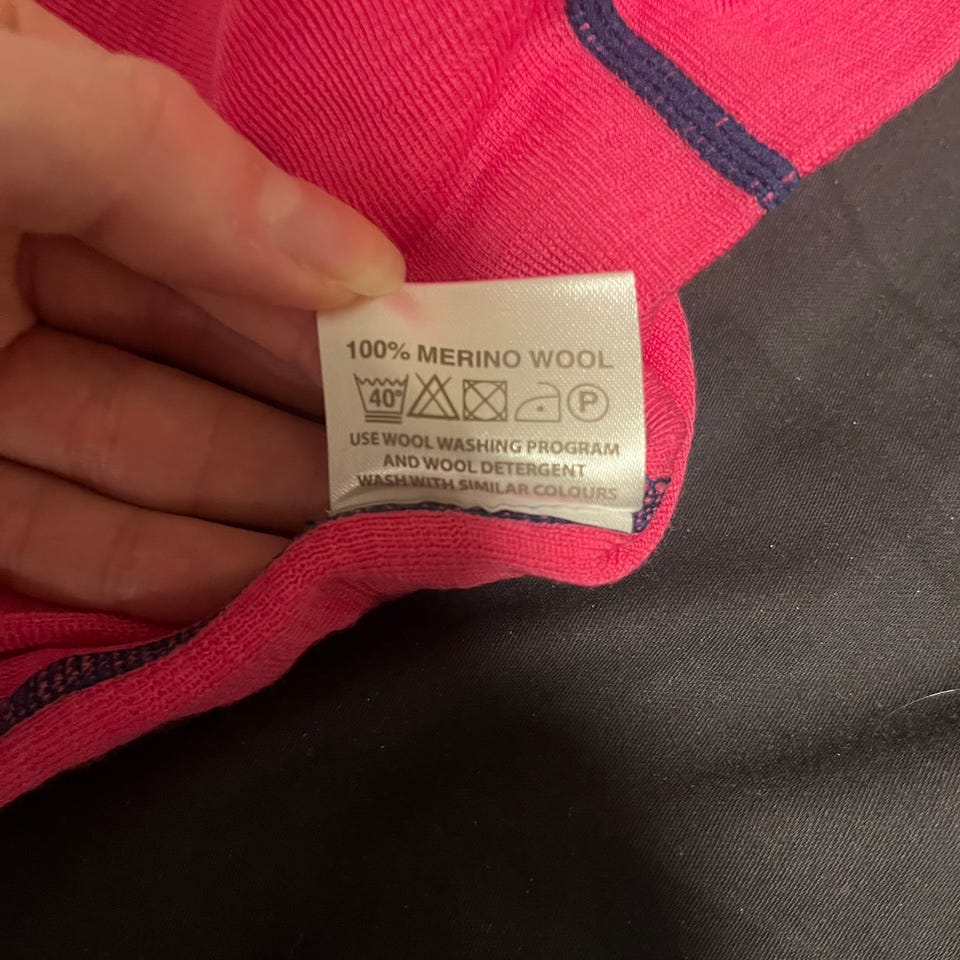 100% MERINO WOOL
40° P
USE WOOL WASHING PROGRAM
AND WOOL DETERGENT
WASH WITH SIMILAR COLOURS